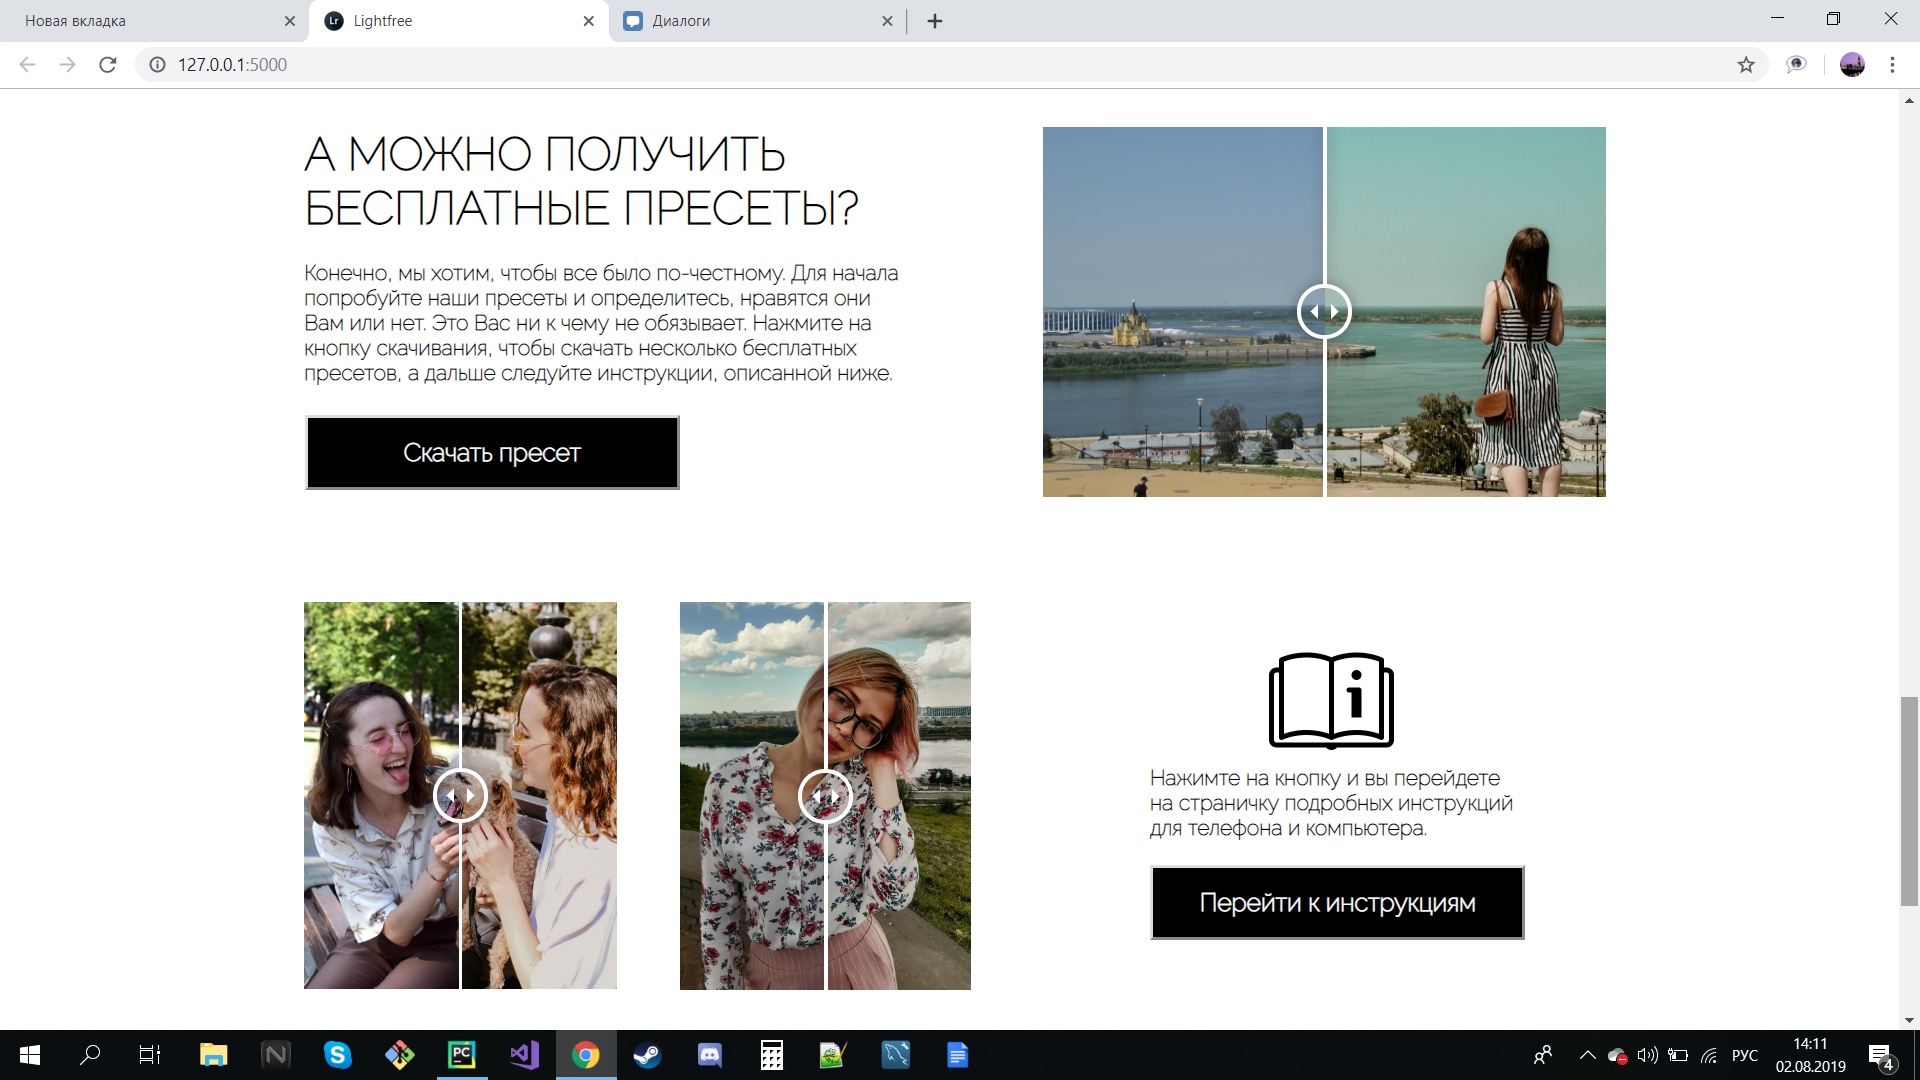 Новая вкладка
Lr Lightfree
Диалоги
127.0.0.1:5000
А МОЖНО ПОЛУЧИТЬ
БЕСПЛАТНЫЕ ПРЕСЕТЫ?
Конечно, мы хотим, чтобы все было по-честному. Для начала
попробуйте наши пресеты и определитесь, нравятся они
Вам или нет. Это Вас ни к чему не обязывает. Нажмите на
кнопку скачивания, чтобы скачать несколько бесплатных
пресетов, а дальше следуйте инструкции, описанной ниже.
Скачать пресет
i
Нажимте на кнопку и вы перейдете
на страничку подробных инструкций
для телефона и компьютера.
Перейти к инструкциям
N
S
PC
РУС
14:11
02.08.2019
4